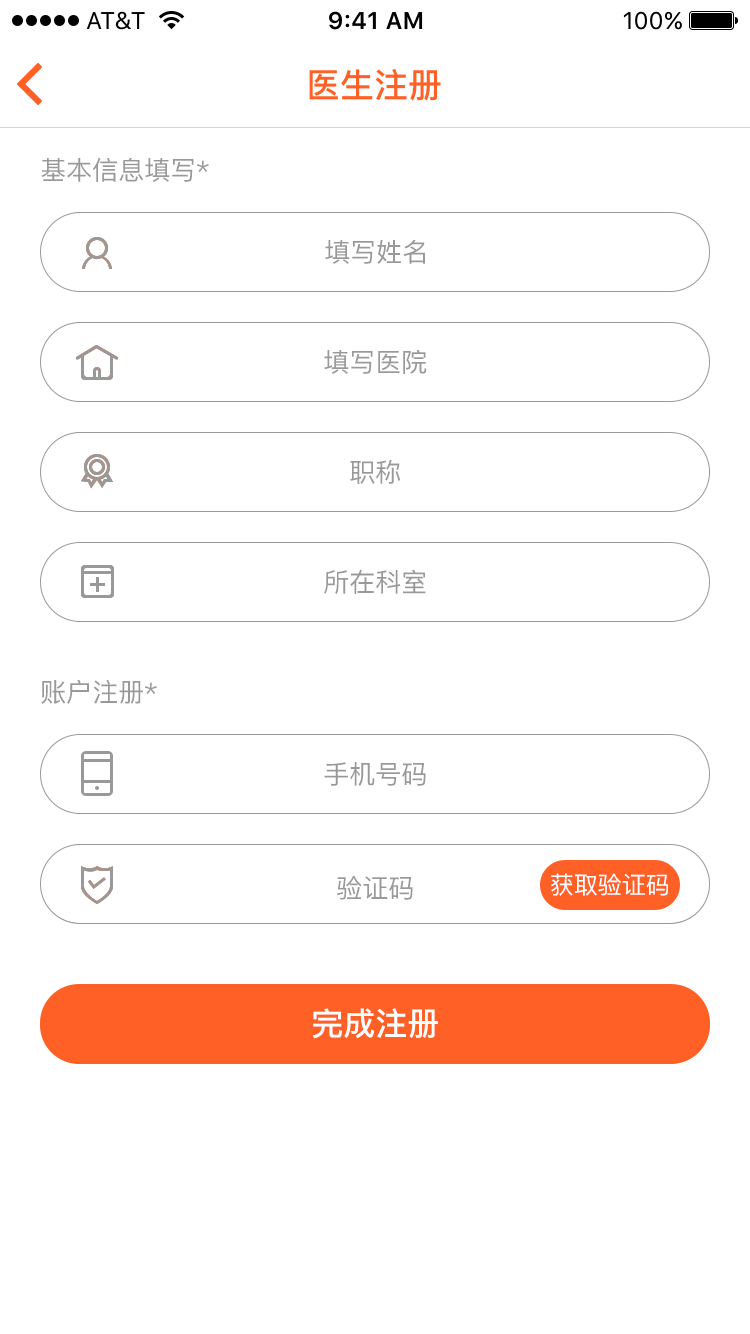 AT&T 9:41 AM 100%
医生注册
基本信息填写*
填写姓名
填写医院
职称
所在科室
账户注册*
手机号码
验证码 获取验证码
完成注册